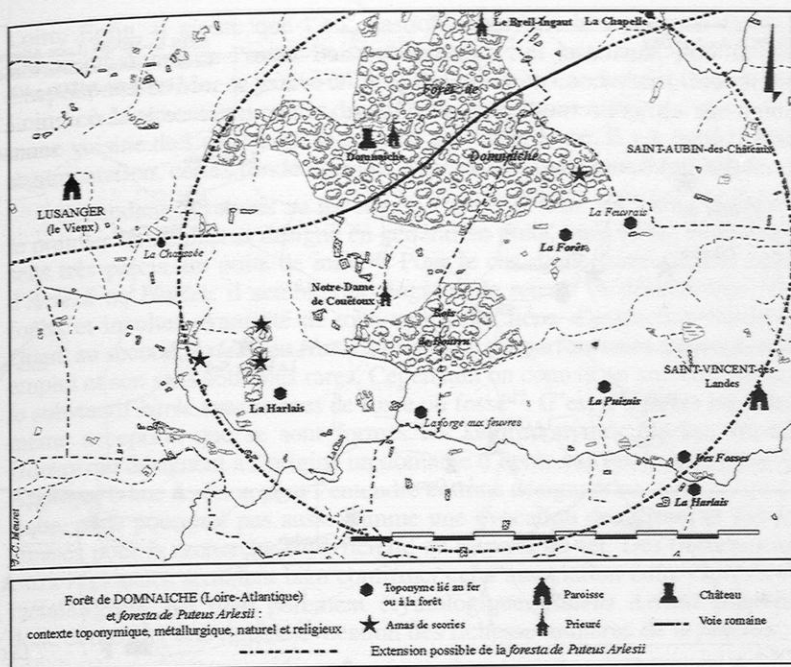 Le Breil-Ingaut
La Chapelle
Forêt de
Domnaiche
Domnaiche
SAINT-AUBIN-des-Châteaux
LUSANGER
(le Vieux)
La Chaussée
La Feuvrais
La Forêt
Notre-Dame
de Couëtoux
Bois
de Bourru
SAINT-VINCENT-des-
Landes
La Harlais
La forge aux feuvres
La Puiznis
Les Fosses
La Harlais
J.-C. Meuret
Forêt de DOMNAICHE (Loire-Atlantique)
et foresta de Puteus Arlesii :
contexte toponymique, métallurgique, naturel et religieux
Toponyme lié au fer
ou à la forêt
Amas de scories
Paroisse
Prieuré
Château
Voie romaine
Extension possible de la foresta de Puteus Arlesii